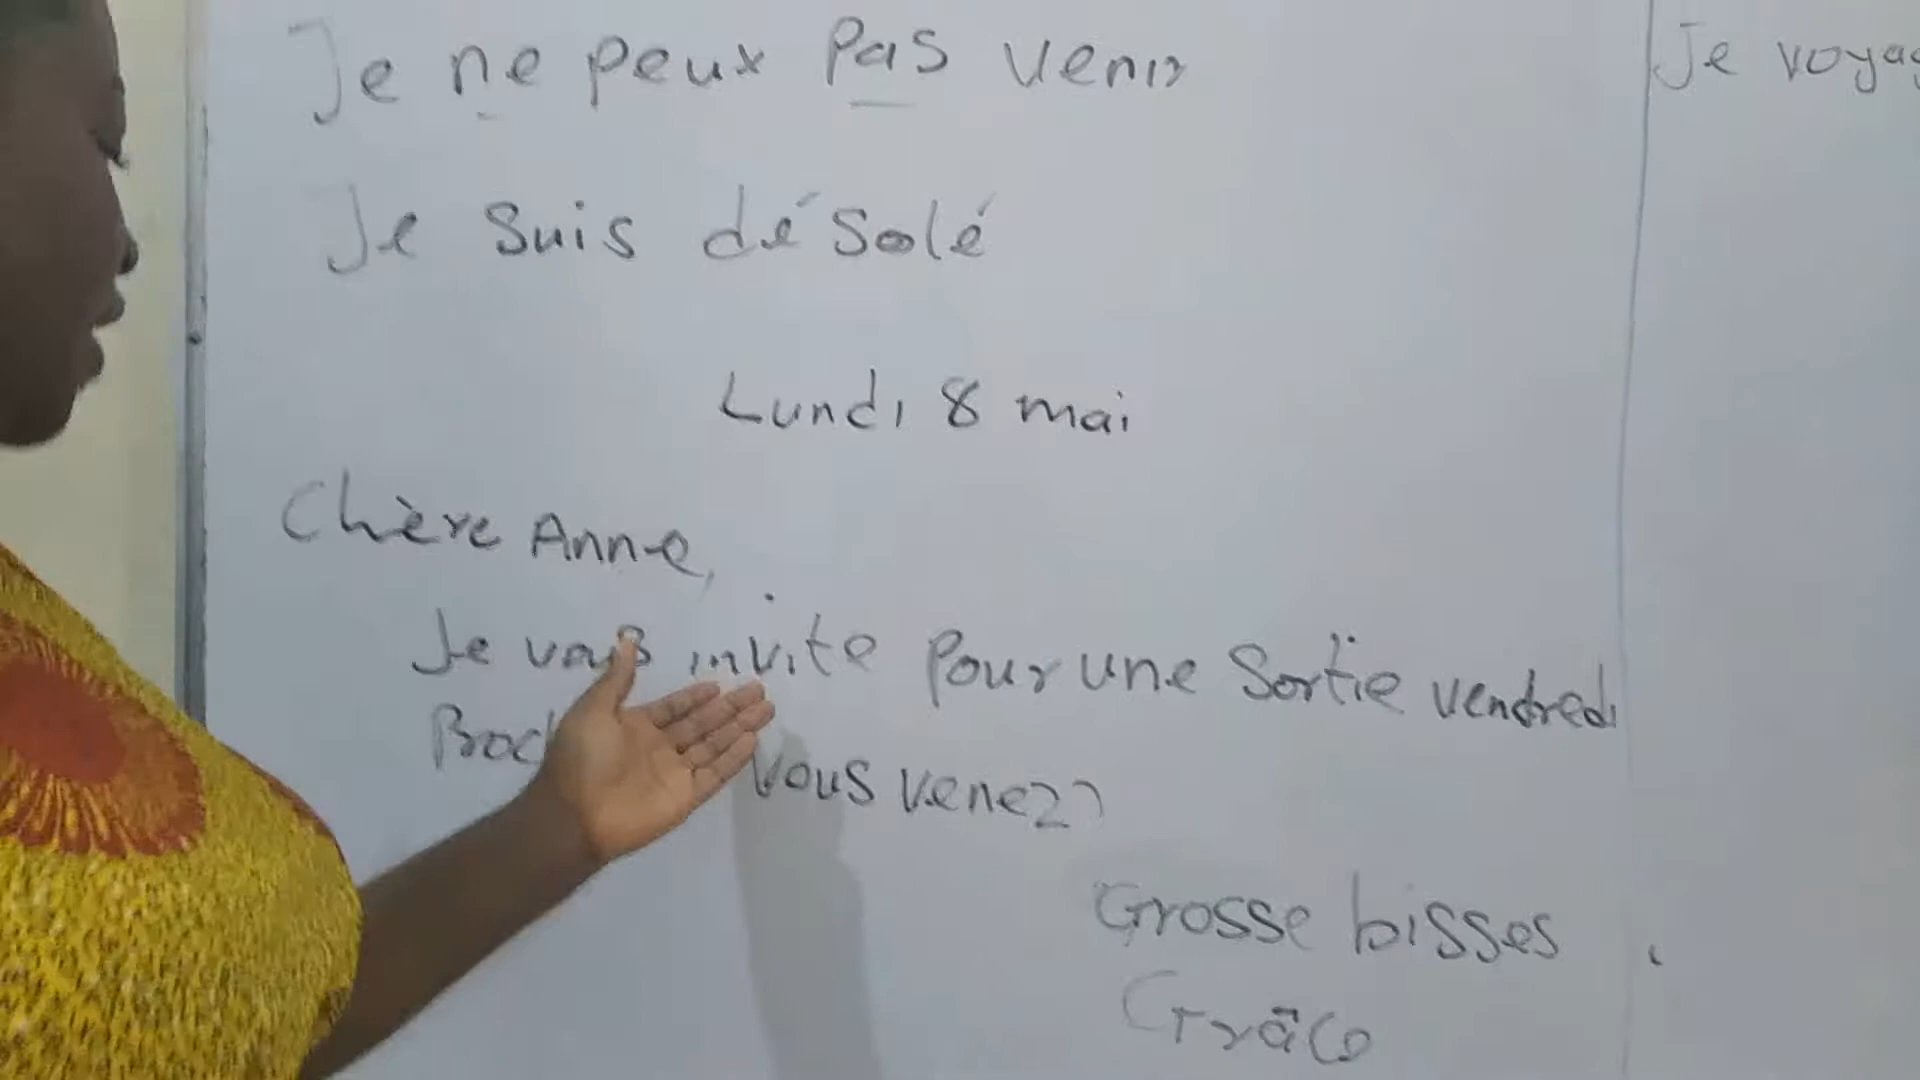 Je ne peux pas venir
Je suis désolé
Lundi 8 mai
Chère Anne,
Je vous invite pour une sortie vendredi
Vous venez?
Grosse bisses
Grâce
Je